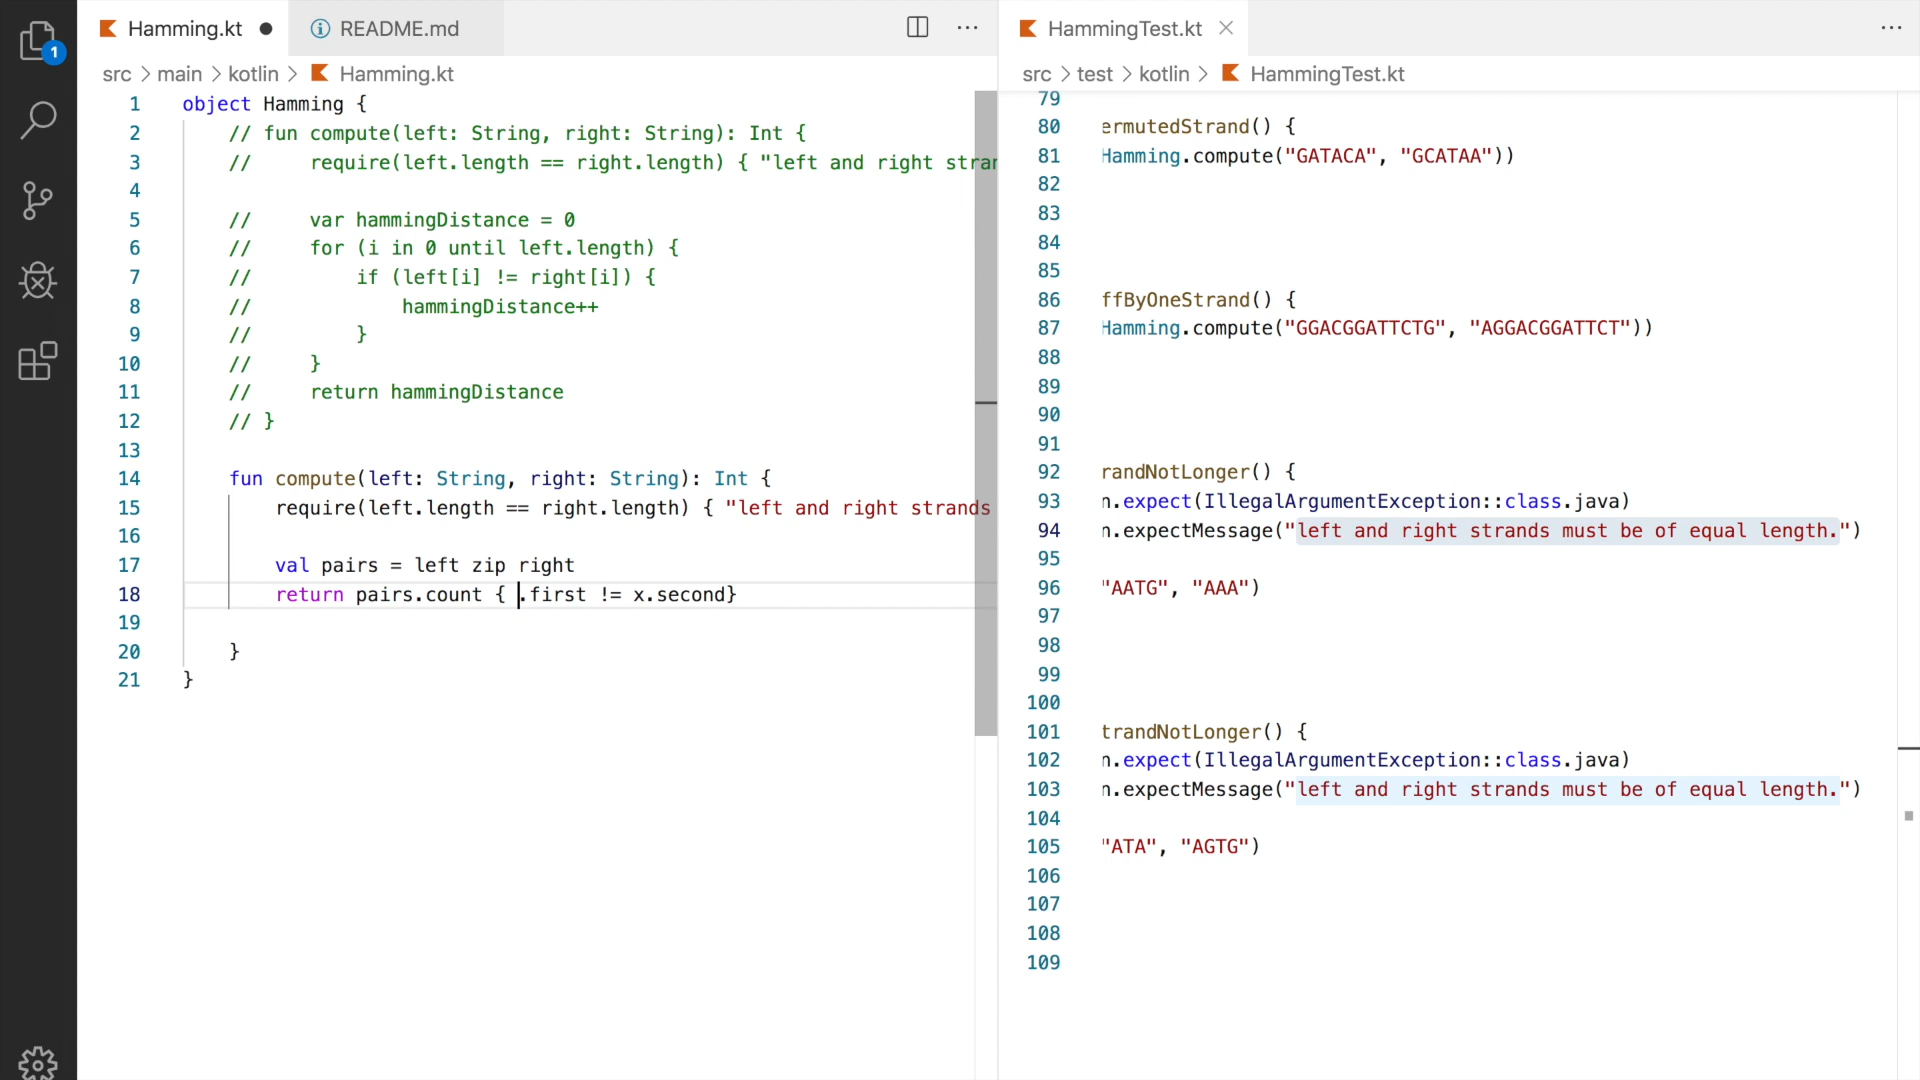 Hamming.kt ● README.md ···
HammingTest.kt ×  ···
1
src > main > kotlin > Hamming.kt
src > test > kotlin > HammingTest.kt
1 object Hamming {
2 // fun compute(left: String, right: String): Int {
3 // require(left.length == right.length) { "left and right stran
4
5 // var hammingDistance = 0
6 // for (i in 0 until left.length) {
7 // if (left[i] != right[i]) {
8 // hammingDistance++
9 // }
10 // }
11 // return hammingDistance
12 // }
13
14 fun compute(left: String, right: String): Int {
15 require(left.length == right.length) { "left and right strands
16
17 val pairs = left zip right
18 return pairs.count { .first != x.second}
19
20 }
21 }
79
80 ermutedStrand() {
81 Hamming.compute("GATACA", "GCATAA"))
82
83
84
85
86 ffByOneStrand() {
87 Hamming.compute("GGACGGATTCTG", "AGGACGGATTCT"))
88
89
90
91
92 randNotLonger() {
93 n.expect(IllegalArgumentException::class.java)
94 n.expectMessage("left and right strands must be of equal length.")
95
96 "AATG", "AAA")
97
98
99
100
101 trandNotLonger() {
102 n.expect(IllegalArgumentException::class.java)
103 n.expectMessage("left and right strands must be of equal length.")
104
105 "ATA", "AGTG")
106
107
108
109